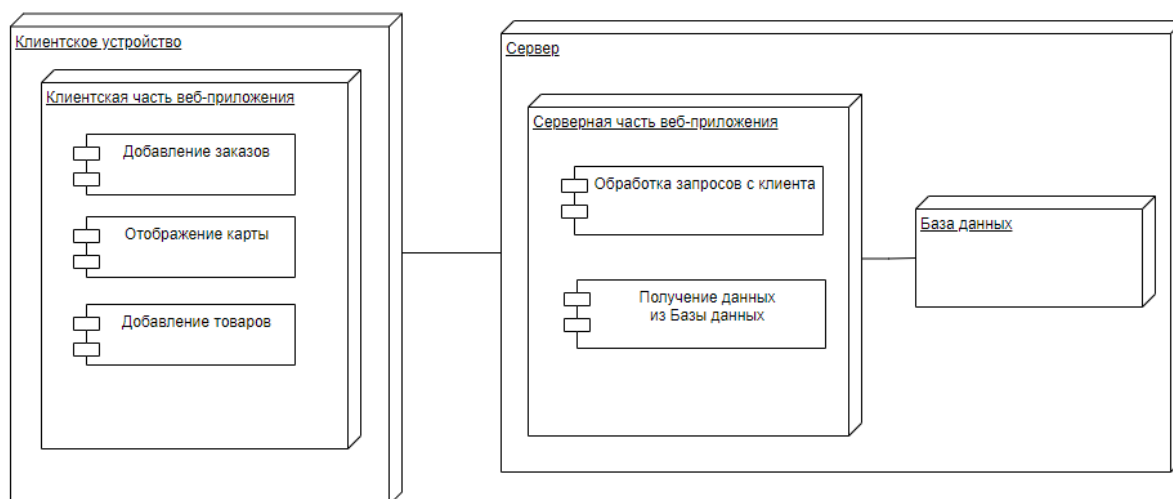 Клиентское устройство
Клиентская часть веб-приложения
Добавление заказов
Отображение карты
Добавление товаров
Сервер
Серверная часть веб-приложения
Обработка запросов с клиента
Получение данных
из Базы данных
База данных